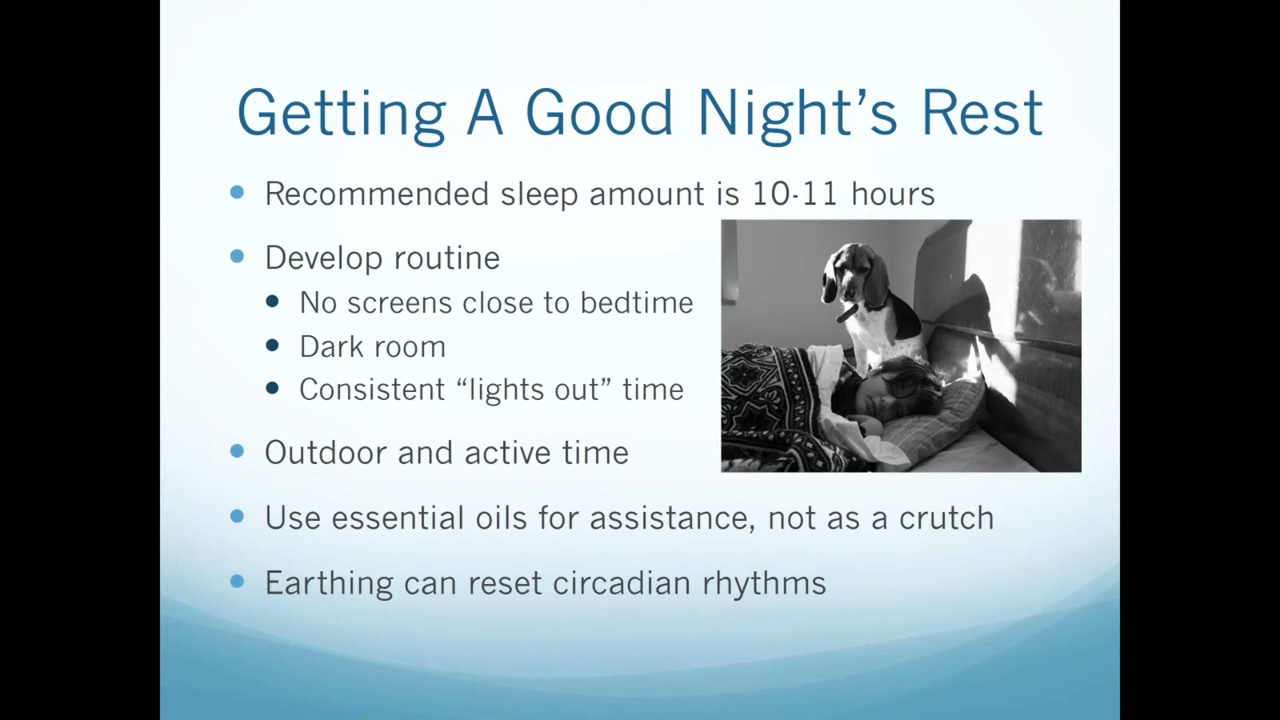 Getting A Good Night’s Rest
Recommended sleep amount is 10-11 hours
Develop routine
No screens close to bedtime
Dark room
Consistent “lights out” time
Outdoor and active time
Use essential oils for assistance, not as a crutch
Earthing can reset circadian rhythms